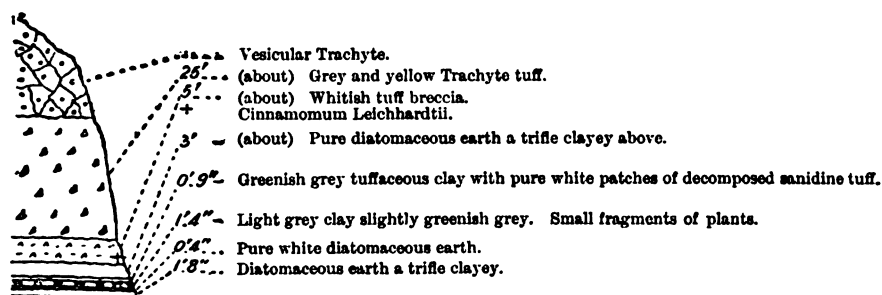 Vesicular Trachyte.
25' (about) Grey and yellow Trachyte tuff.
5' (about) Whitish tuff breccia.
+ Cinnamomum Leichhardtii.
3' (about) Pure diatomaceous earth a trifle clayey above.
0'.9" Greenish grey tuffaceous clay with pure white patches of decomposed sanidine tuff.
1'.4" Light grey clay slightly greenish grey. Small fragments of plants.
0'.4" Pure white diatomaceous earth.
1'.8" Diatomaceous earth a trifle clayey.